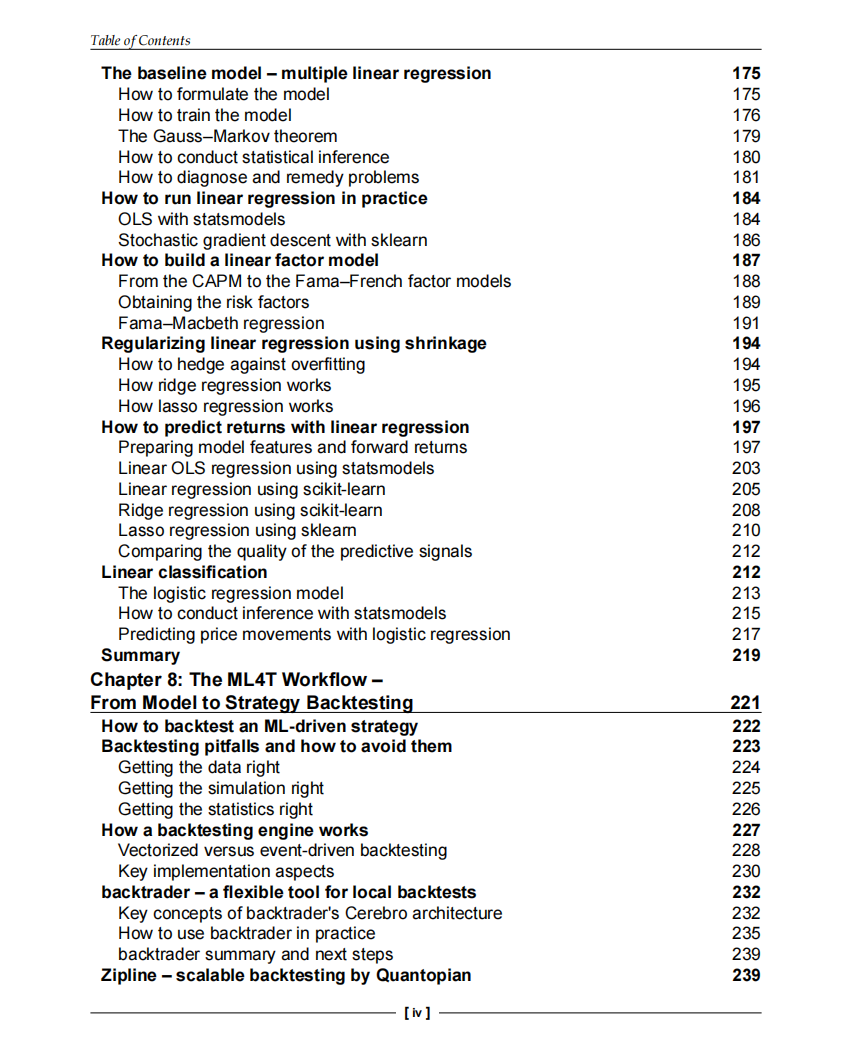 Table of Contents
The baseline model – multiple linear regression 175
How to formulate the model 175
How to train the model 176
The Gauss–Markov theorem 179
How to conduct statistical inference 180
How to diagnose and remedy problems 181
How to run linear regression in practice 184
OLS with statsmodels 184
Stochastic gradient descent with sklearn 186
How to build a linear factor model 187
From the CAPM to the Fama–French factor models 188
Obtaining the risk factors 189
Fama–Macbeth regression 191
Regularizing linear regression using shrinkage 194
How to hedge against overfitting 194
How ridge regression works 195
How lasso regression works 196
How to predict returns with linear regression 197
Preparing model features and forward returns 197
Linear OLS regression using statsmodels 203
Linear regression using scikit-learn 205
Ridge regression using scikit-learn 208
Lasso regression using sklearn 210
Comparing the quality of the predictive signals 212
Linear classification 212
The logistic regression model 213
How to conduct inference with statsmodels 215
Predicting price movements with logistic regression 217
Summary 219
Chapter 8: The ML4T Workflow –
From Model to Strategy Backtesting 221
How to backtest an ML-driven strategy 222
Backtesting pitfalls and how to avoid them 223
Getting the data right 224
Getting the simulation right 225
Getting the statistics right 226
How a backtesting engine works 227
Vectorized versus event-driven backtesting 228
Key implementation aspects 230
backtrader – a flexible tool for local backtests 232
Key concepts of backtrader's Cerebro architecture 232
How to use backtrader in practice 235
backtrader summary and next steps 239
Zipline – scalable backtesting by Quantopian 239
[ iv ]